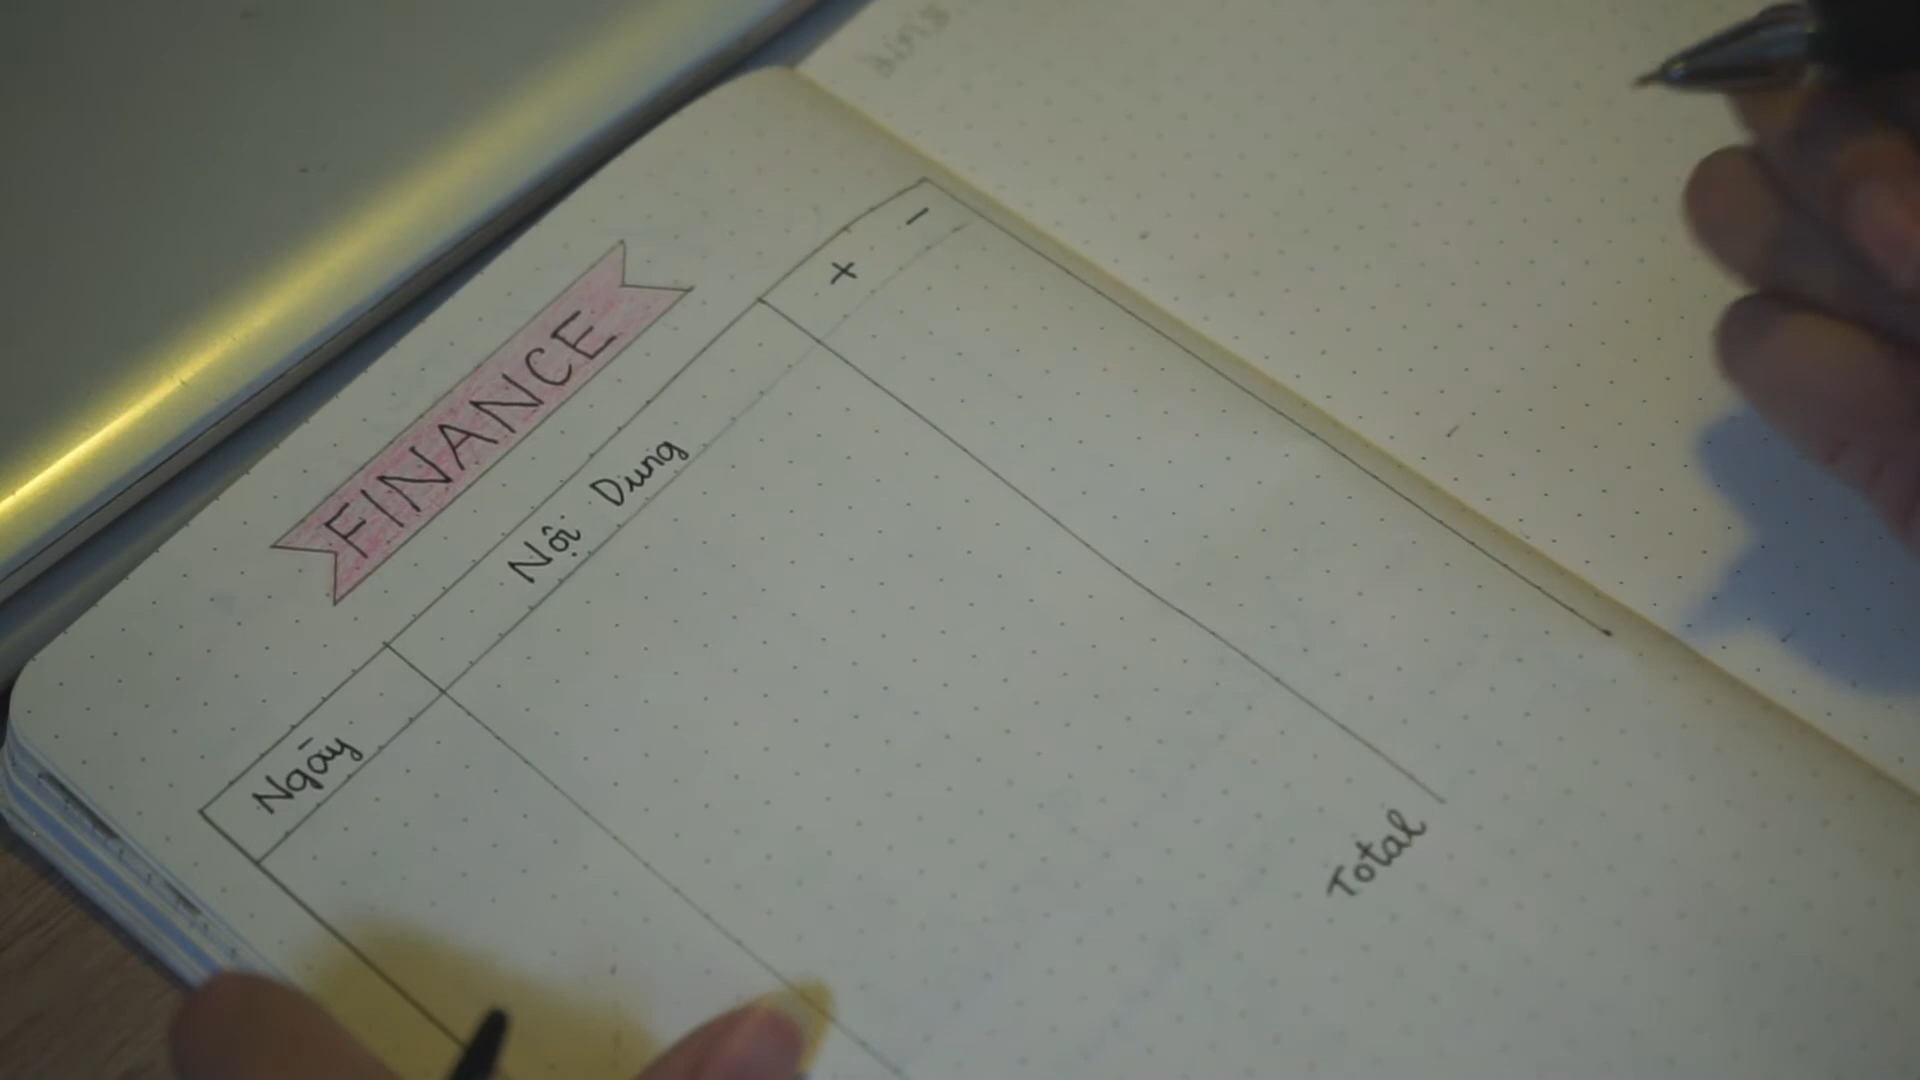 FINANCE
Ngày Nội Dung + -
Total